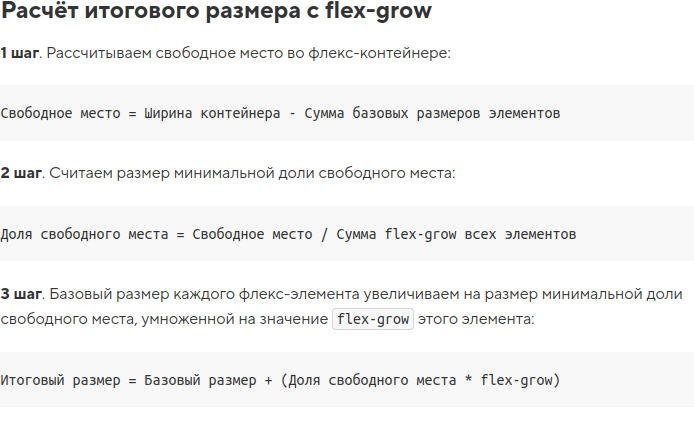 Расчёт итогового размера с flex-grow
1 шаг. Рассчитываем свободное место во флекс-контейнере:
Свободное место = Ширина контейнера - Сумма базовых размеров элементов
2 шаг. Считаем размер минимальной доли свободного места:
Доля свободного места = Свободное место / Сумма flex-grow всех элементов
3 шаг. Базовый размер каждого флекс-элемента увеличиваем на размер минимальной доли
свободного места, умноженной на значение flex-grow этого элемента:
Итоговый размер = Базовый размер + (Доля свободного места * flex-grow)